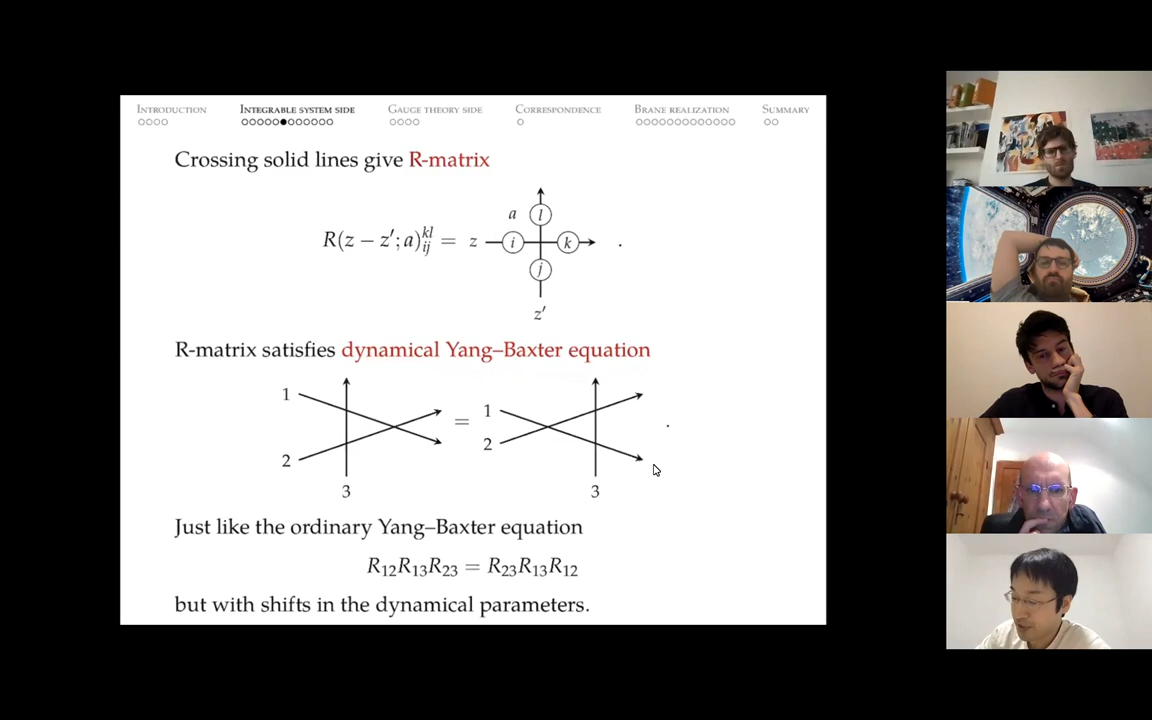 INTRODUCTION INTEGRABLE SYSTEM SIDE GAUGE THEORY SIDE CORRESPONDENCE BRANE REALIZATION SUMMARY
Crossing solid lines give R-matrix
a l
R(z − z′; a)^{kl}_{ij} = z i k .
j
z′
R-matrix satisfies dynamical Yang–Baxter equation
1 2 3 = 1 2 3 .
Just like the ordinary Yang–Baxter equation
R₁₂R₁₃R₂₃ = R₂₃R₁₃R₁₂
but with shifts in the dynamical parameters.